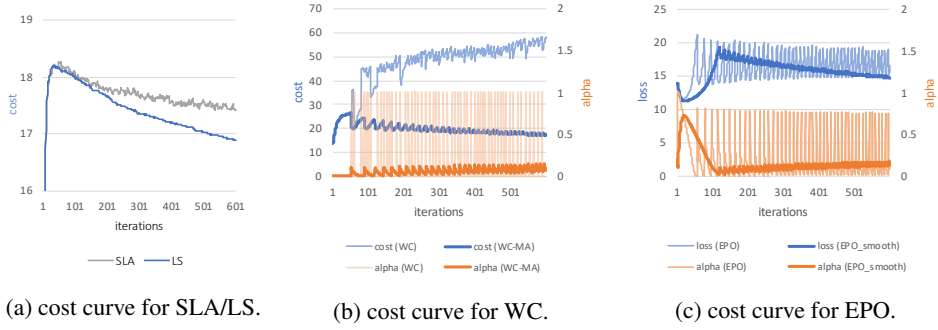 19
18
17
16
cost
1 101 201 301 401 501 601
iterations
SLA LS
(a) cost curve for SLA/LS.
70
60
50
40
30
20
10
0
cost
2
1.5
1
0.5
0
alpha
1 101 201 301 401 501
iterations
cost (WC) cost (WC-MA)
alpha (WC) alpha (WC-MA)
(b) cost curve for WC.
25
20
15
10
5
0
loss
2
1.5
1
0.5
0
alpha
1 101 201 301 401 501
iterations
loss (EPO) loss (EPO_smooth)
alpha (EPO) alpha (EPO_smooth)
(c) cost curve for EPO.